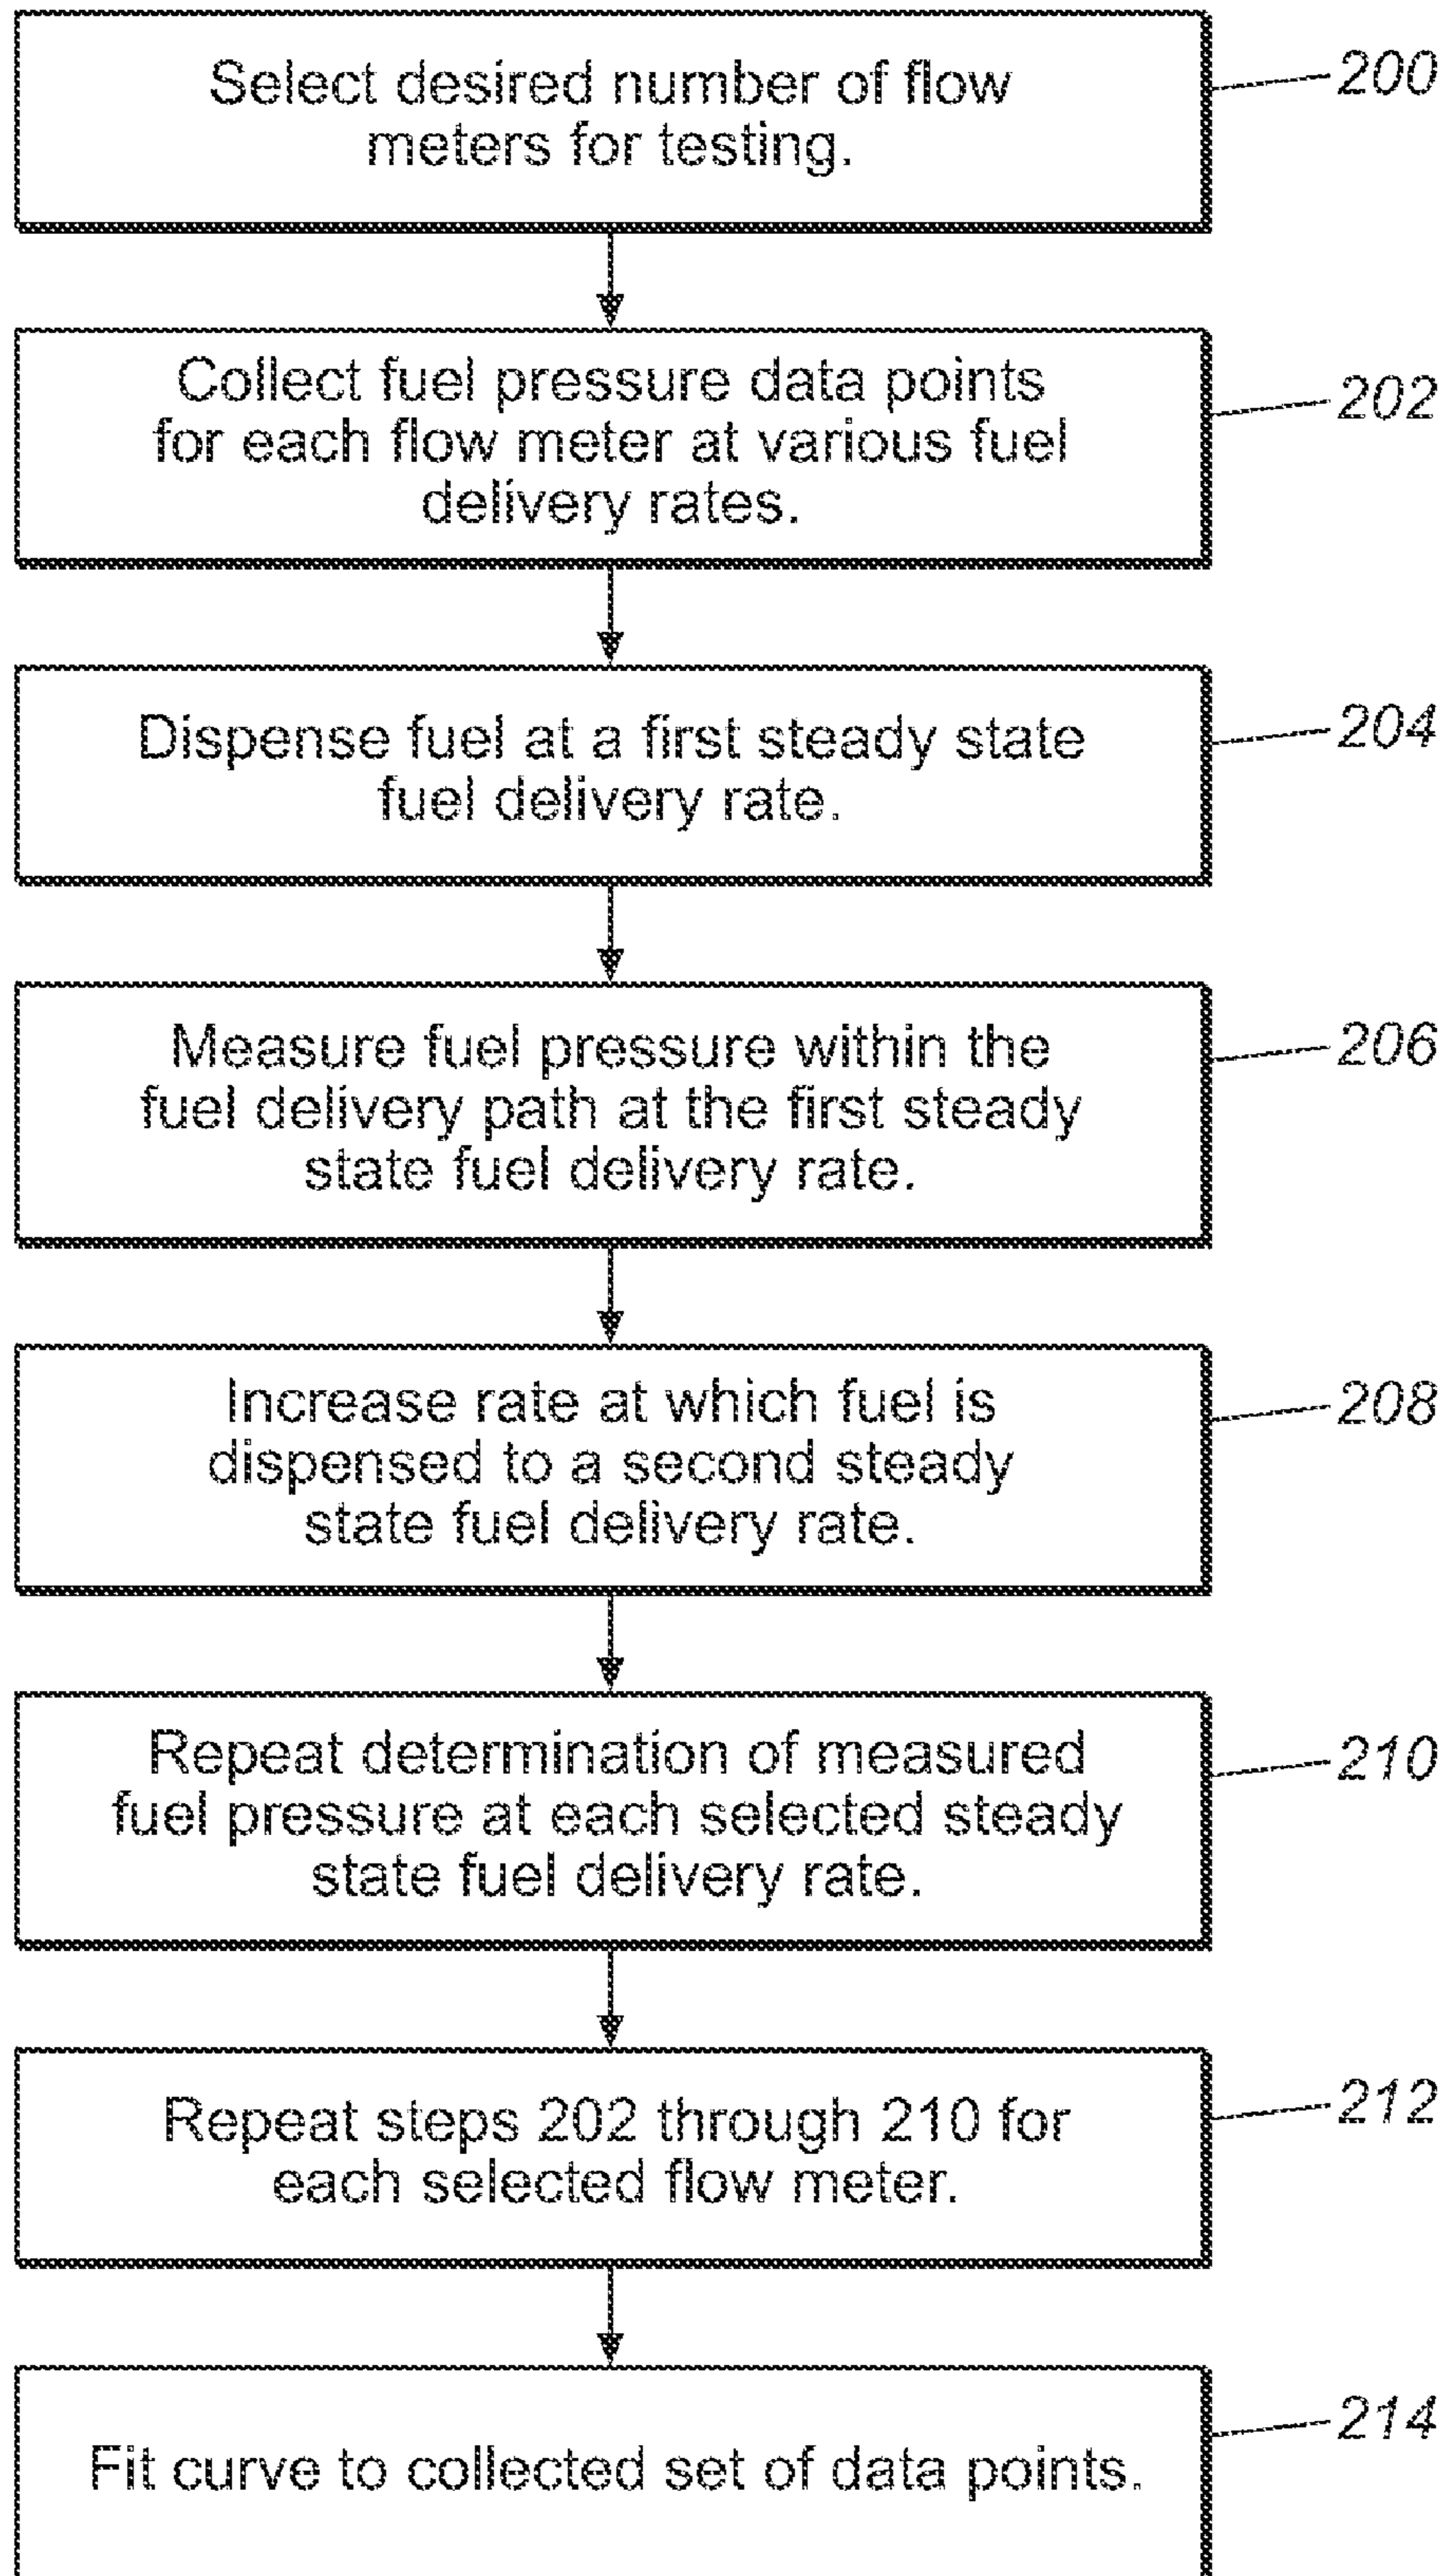 Select desired number of flow
meters for testing.
200
Collect fuel pressure data points
for each flow meter at various fuel
delivery rates.
202
Dispense fuel at a first steady state
fuel delivery rate.
204
Measure fuel pressure within the
fuel delivery path at the first steady
state fuel delivery rate.
206
Increase rate at which fuel is
dispensed to a second steady
state fuel delivery rate.
208
Repeat determination of measured
fuel pressure at each selected steady
state fuel delivery rate.
210
Repeat steps 202 through 210 for
each selected flow meter.
212
Fit curve to collected set of data points.
214